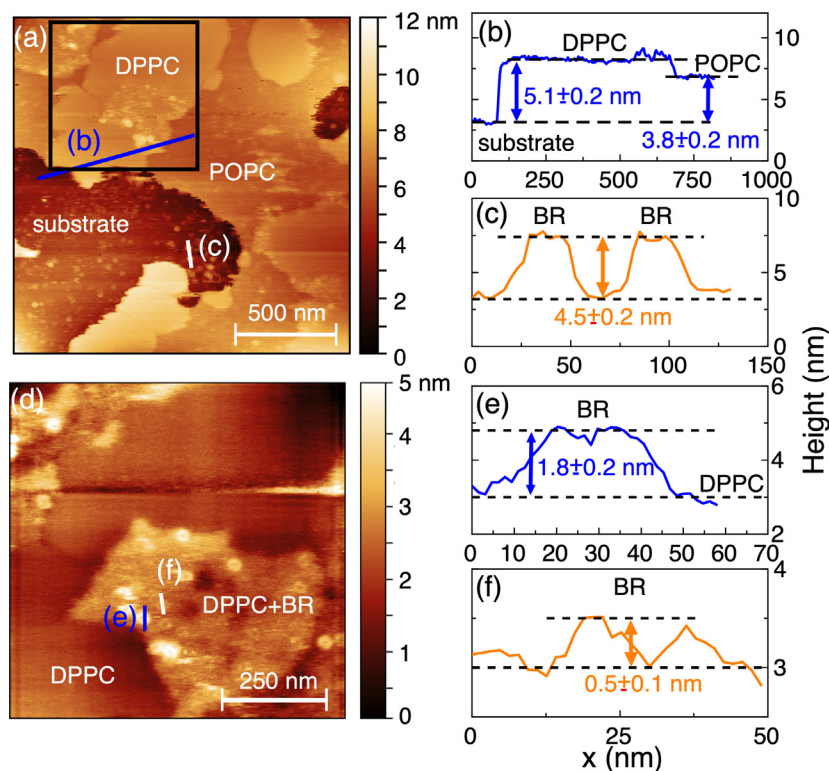 (a)
DPPC
(b)
POPC
substrate
(c)
500 nm
12 nm
10
8
6
4
2
0
(b)
DPPC
POPC
5.1±0.2 nm
substrate
3.8±0.2 nm
10
5
0
0 250 500 750 1000
(c)
BR BR
4.5±0.2 nm
10
5
0
0 50 100 150
(d)
(f)
(e)
DPPC+BR
DPPC
250 nm
5 nm
4
3
2
1
0
(e)
BR
1.8±0.2 nm
DPPC
6
4
2
0 10 20 30 40 50 60 70
(f)
BR
0.5±0.1 nm
4
3
0 25 50
x (nm)
Height (nm)